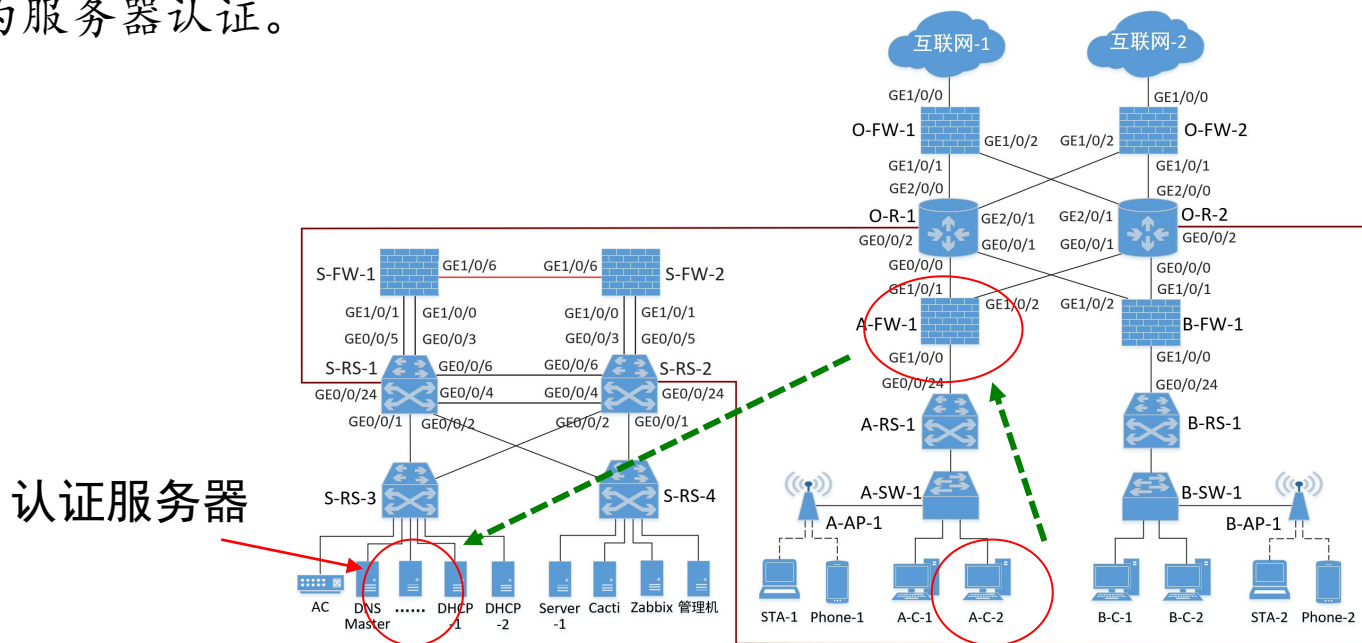 为服务器认证。
互联网-1
互联网-2
GE1/0/0
GE1/0/0
O-FW-1
GE1/0/2
GE1/0/2
O-FW-2
GE1/0/1
GE1/0/1
GE2/0/0
GE2/0/0
O-R-1
GE2/0/1
GE2/0/1
O-R-2
GE0/0/2
GE0/0/1
GE0/0/1
GE0/0/2
GE0/0/0
GE0/0/0
GE1/0/1
GE1/0/1
GE1/0/2
GE1/0/2
A-FW-1
B-FW-1
GE1/0/0
GE1/0/0
GE0/0/24
GE0/0/24
A-RS-1
B-RS-1
A-SW-1
B-SW-1
A-AP-1
B-AP-1
STA-1
Phone-1
A-C-1
A-C-2
B-C-1
B-C-2
STA-2
Phone-2
S-FW-1
GE1/0/6
GE1/0/6
S-FW-2
GE1/0/1
GE1/0/0
GE1/0/0
GE1/0/1
GE0/0/5
GE0/0/3
GE0/0/3
GE0/0/5
S-RS-1
GE0/0/6
GE0/0/6
S-RS-2
GE0/0/24
GE0/0/4
GE0/0/4
GE0/0/24
GE0/0/1
GE0/0/2
GE0/0/2
GE0/0/1
S-RS-3
S-RS-4
认证服务器
AC
DNS
Master
······
DHCP
-1
DHCP
-2
Server
-1
Cacti
Zabbix
管理机